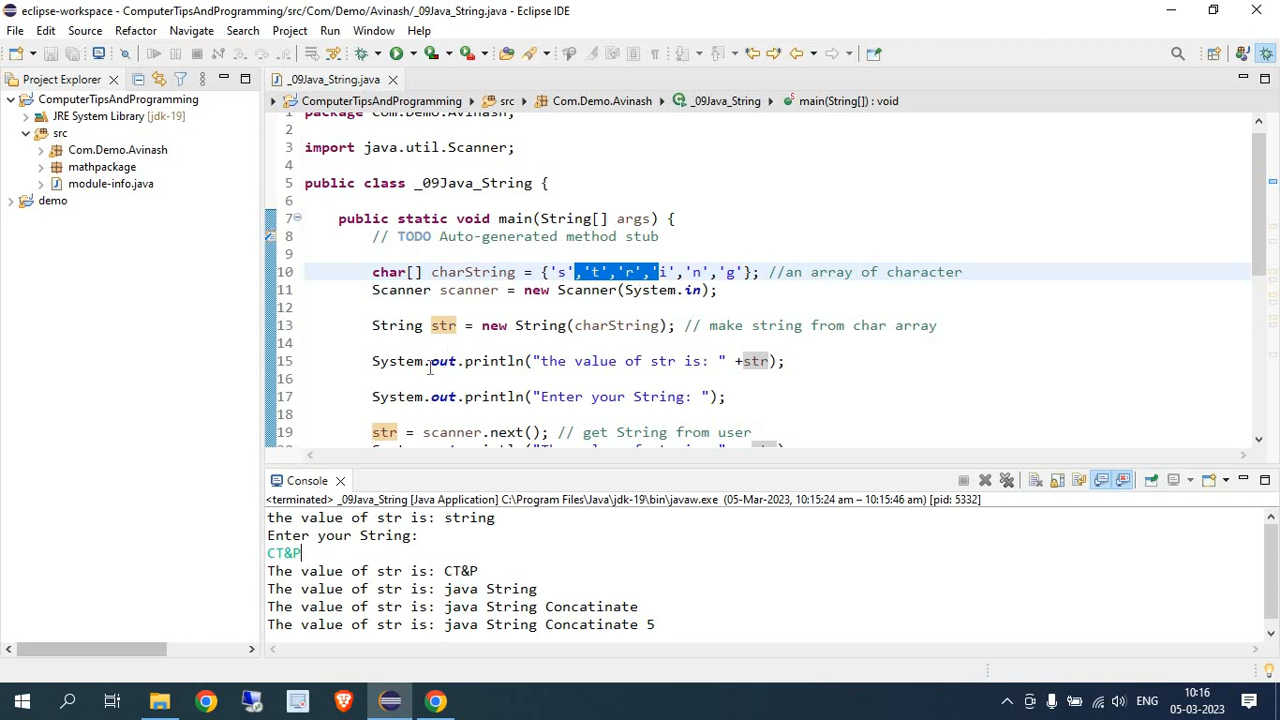 eclipse-workspace - ComputerTipsAndProgramming/src/Com/Demo/Avinash/_09Java_String.java - Eclipse IDE
File Edit Source Refactor Navigate Search Project Run Window Help
Project Explorer
_09Java_String.java
ComputerTipsAndProgramming
JRE System Library [jdk-19]
src
Com.Demo.Avinash
mathpackage
module-info.java
demo
ComputerTipsAndProgramming src Com.Demo.Avinash _09Java_String main(String[]) : void
1 package Com.Demo.Avinash;
2
3 import java.util.Scanner;
4
5 public class _09Java_String {
6
7 public static void main(String[] args) {
8 // TODO Auto-generated method stub
9
10 char[] charString = {'s','t','r','i','n','g'}; //an array of character
11 Scanner scanner = new Scanner(System.in);
12
13 String str = new String(charString); // make string from char array
14
15 System.out.println("the value of str is: " +str);
16
17 System.out.println("Enter your String: ");
18
19 str = scanner.next(); // get String from user
Console
<terminated> _09Java_String [Java Application] C:\Program Files\Java\jdk-19\bin\javaw.exe (05-Mar-2023, 10:15:24 am – 10:15:46 am) [pid: 5332]
the value of str is: string
Enter your String:
CT&P
The value of str is: CT&P
The value of str is: java String
The value of str is: java String Concatinate
The value of str is: java String Concatinate 5
ENG
10:16
05-03-2023